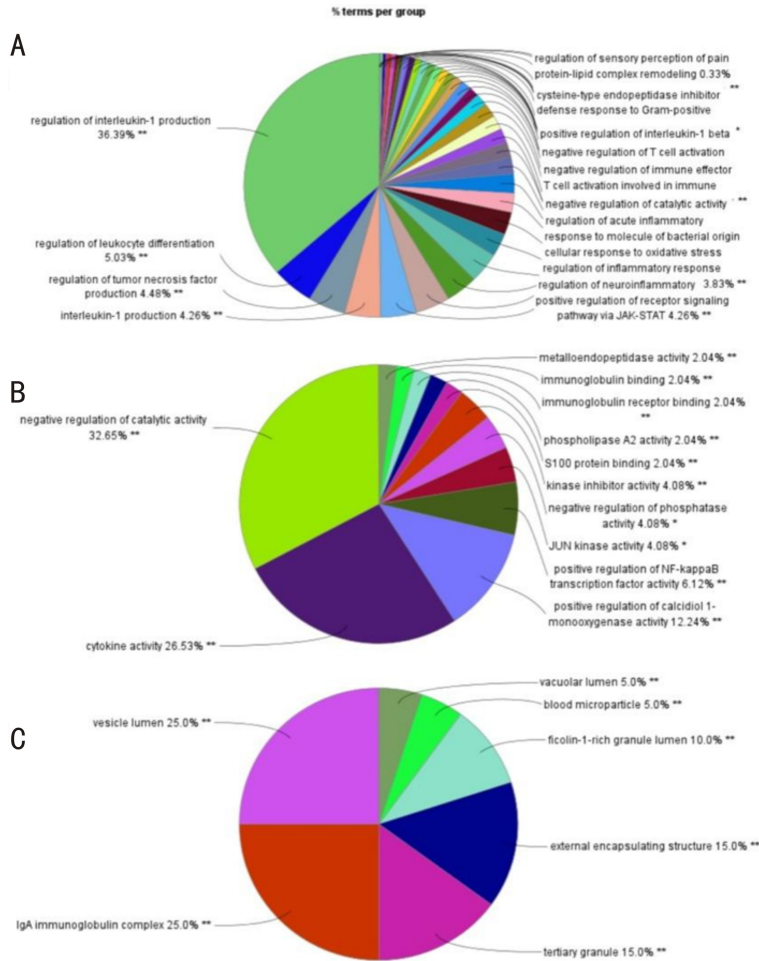 % terms per group
A
regulation of sensory perception of pain
protein-lipid complex remodeling 0.33%
cysteine-type endopeptidase inhibitor **
defense response to Gram-positive
positive regulation of interleukin-1 beta *
negative regulation of T cell activation
negative regulation of immune effector
T cell activation involved in immune
negative regulation of catalytic activity **
regulation of acute inflammatory
response to molecule of bacterial origin
cellular response to oxidative stress
regulation of inflammatory response
regulation of neuroinflammatory 3.83% **
positive regulation of receptor signaling
pathway via JAK-STAT 4.26% **
regulation of interleukin-1 production
36.39% **
regulation of leukocyte differentiation
5.03% **
regulation of tumor necrosis factor
production 4.48% **
interleukin-1 production 4.26% **
B
metalloendopeptidase activity 2.04% **
immunoglobulin binding 2.04% **
immunoglobulin receptor binding 2.04%
**
phospholipase A2 activity 2.04% **
S100 protein binding 2.04% **
kinase inhibitor activity 4.08% **
negative regulation of phosphatase
activity 4.08% *
JUN kinase activity 4.08% *
positive regulation of NF-kappaB
transcription factor activity 6.12% **
positive regulation of calcidiol 1-
monooxygenase activity 12.24% **
negative regulation of catalytic activity
32.65% **
cytokine activity 26.53% **
C
vacuolar lumen 5.0% **
blood microparticle 5.0% **
ficolin-1-rich granule lumen 10.0% **
external encapsulating structure 15.0% **
tertiary granule 15.0% **
vesicle lumen 25.0% **
IgA immunoglobulin complex 25.0% **